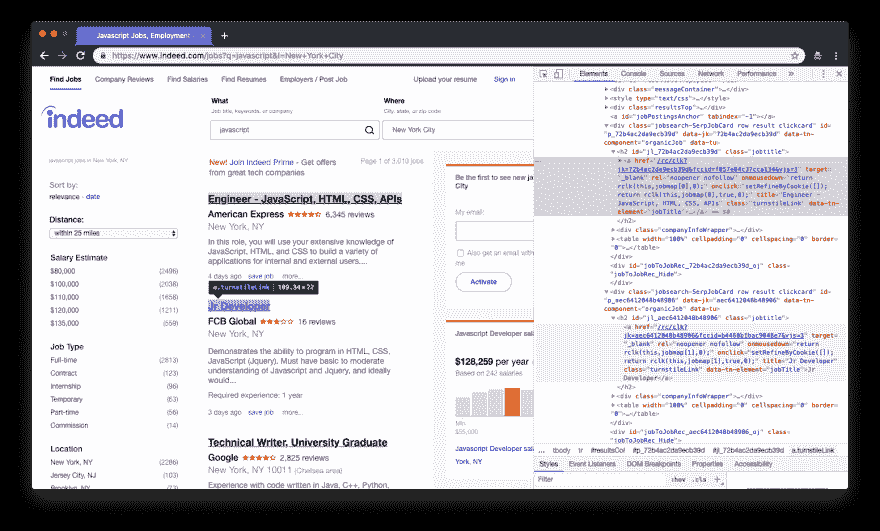 Javascript Jobs, Employment
https://www.indeed.com/jobs?q=javascript&l=New+York+City
Find Jobs Company Reviews Find Salaries Find Resumes Employers / Post Job Upload your resume Sign in
indeed
What
Job title, keywords, or company
javascript
Where
City, state, or zip code
New York City
javascript jobs in New York, NY
Sort by:
relevance - date
Distance:
within 25 miles
Salary Estimate
$80,000 (2496)
$100,000 (2038)
$110,000 (1656)
$120,000 (1211)
$135,000 (559)
Job Type
Full-time (2813)
Contract (123)
Internship (96)
Temporary (63)
Part-time (56)
Commission (14)
Location
New York, NY (2286)
Jersey City, NJ (103)
Brooklyn, NY (73)
New! Join Indeed Prime - Get offers
from great tech companies
Page 1 of 3,010 jobs
Engineer - JavaScript, HTML, CSS, APIs
American Express 6,345 reviews
New York, NY
In this role, you will use your extensive knowledge of
JavaScript, HTML, and CSS to build a variety of
applications for internal and external users....
4 days ago save job more...
a.turnstileLink 109.34×22
Jr Developer
FCB Global 16 reviews
New York, NY
Demonstrates the ability to program in HTML, CSS,
JavaScript (Jquery). Must have basic to moderate
understanding of Javascript and Jquery, and ideally
would...
Required experience: 1 year
3 days ago save job more...
Technical Writer, University Graduate
Google 2,825 reviews
New York, NY 10011 (Chelsea area)
Experience with code written in Java, C++, Python,
Be the first to see new
City
My email:
Also get an email with
me
Activate
Javascript Developer
$128,259 per year
Based on 242 salaries
Min
$55,000
Javascript Developer
York, NY
Elements Console Sources Network Performance
<div class="messageContainer">…</div>
<style type="text/css">…</style>
<div class="resultsTop">…</div>
<a id="jobPostingsAnchor" tabindex="-1"></a>
<div class="jobsearch-SerpJobCard row result clickcard" id=
"p_72b4ac2da9ecb39d" data-jk="72b4ac2da9ecb39d" data-tn-
component="organicJob" data-tu>
<h2 id="jl_72b4ac2da9ecb39d" class="jobtitle">
<a href="/rc/clk?
target=
"_blank" rel="noopener nofollow" onmousedown="return
rclk(this,jobmap[0],0);" onclick="setRefineByCookie([]);
return rclk(this,jobmap[0],true,0);" title="Engineer
- JavaScript, HTML, CSS, APIs" class="turnstileLink" data-tn-
element="jobTitle">…</a> == $0
</h2>
<div class="companyInfoWrapper">…</div>
<table width="100%" cellpadding="0" cellspacing="0" border=
"0">…</table>
</div>
<div id="jobToJobRec_72b4ac2da9ecb39d_oj" class=
"jobToJobRec_Hide"></div>
<div class="jobsearch-SerpJobCard row result clickcard" id=
"p_aec6412048b48906" data-jk="aec6412048b48906" data-tn-
component="organicJob" data-tu>
<h2 id="jl_aec6412048b48906" class="jobtitle">
<a href="/rc/clk?
target=
"_blank" rel="noopener nofollow" onmousedown="return
rclk(this,jobmap[1],0);" onclick="setRefineByCookie([]);
return rclk(this,jobmap[1],true,0);" title="Jr
Developer" class="turnstileLink" data-tn-element="jobTitle">Jr
Developer</a>
</h2>
<div class="companyInfoWrapper">…</div>
<table width="100%" cellpadding="0" cellspacing="0" border=
"0">…</table>
</div>
<div id="jobToJobRec_aec6412048b48906_oj" class=
"jobToJobRec_Hide"></div>
… tbody tr #resultsCol #p_72b4ac2da9ecb39d #jl_72b4ac2da9ecb39d a.turnstileLink
Styles Event Listeners DOM Breakpoints Properties Accessibility
Filter :hov .cls +